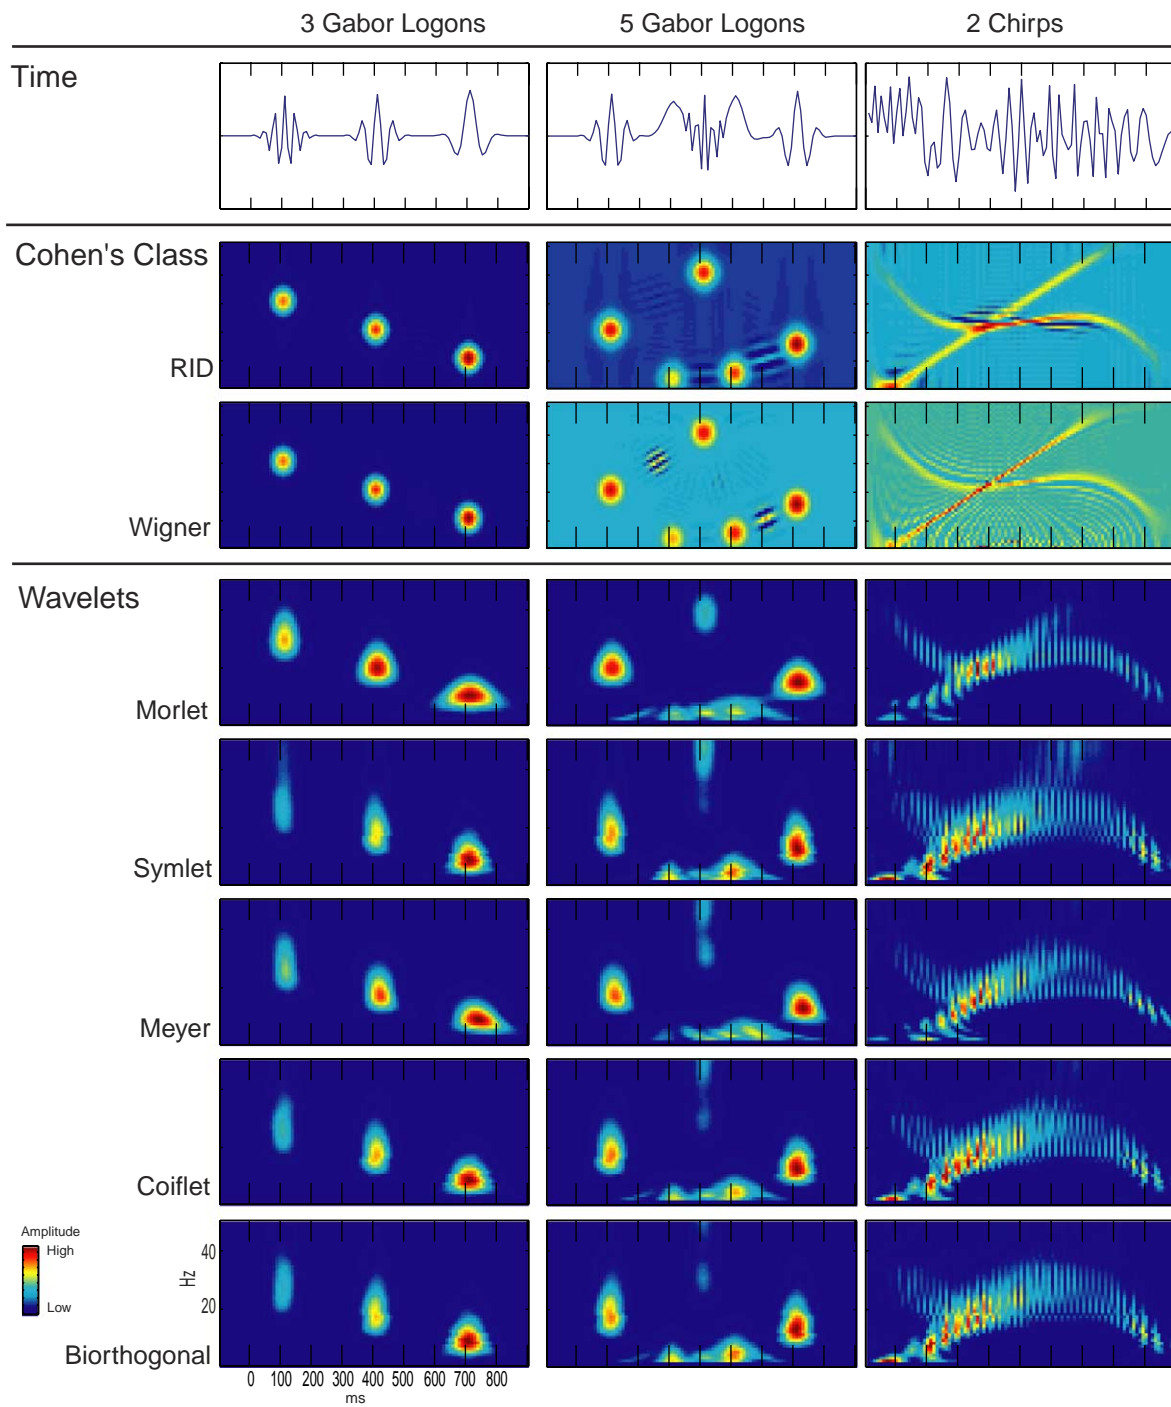 3 Gabor Logons 5 Gabor Logons 2 Chirps
Time
Cohen's Class
RID
Wigner
Wavelets
Morlet
Symlet
Meyer
Coiflet
Amplitude
High
Low
40
Hz
20
Biorthogonal
0 100 200 300 400 500 600 700 800
ms